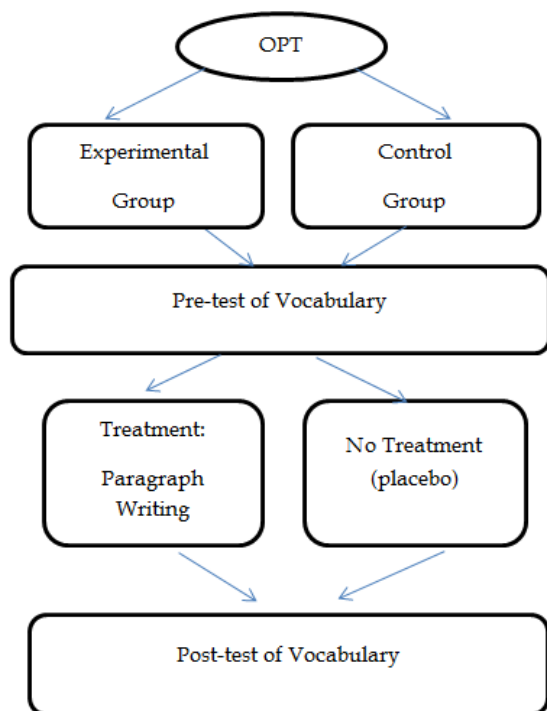 OPT
Experimental
Group
Control
Group
Pre-test of Vocabulary
Treatment:
Paragraph
Writing
No Treatment
(placebo)
Post-test of Vocabulary